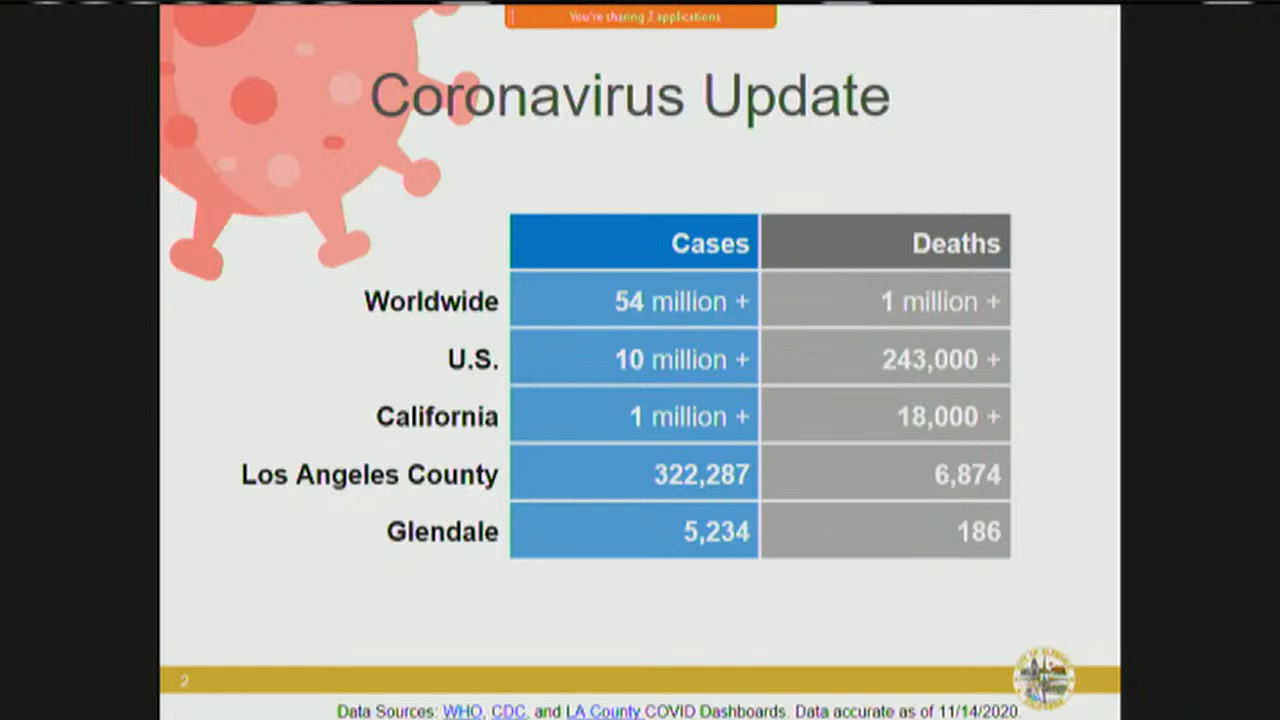 You're sharing 2 applications
Coronavirus Update
Cases Deaths
Worldwide 54 million + 1 million +
U.S. 10 million + 243,000 +
California 1 million + 18,000 +
Los Angeles County 322,287 6,874
Glendale 5,234 186
2
Data Sources: WHO, CDC, and LA County COVID Dashboards. Data accurate as of 11/14/2020.